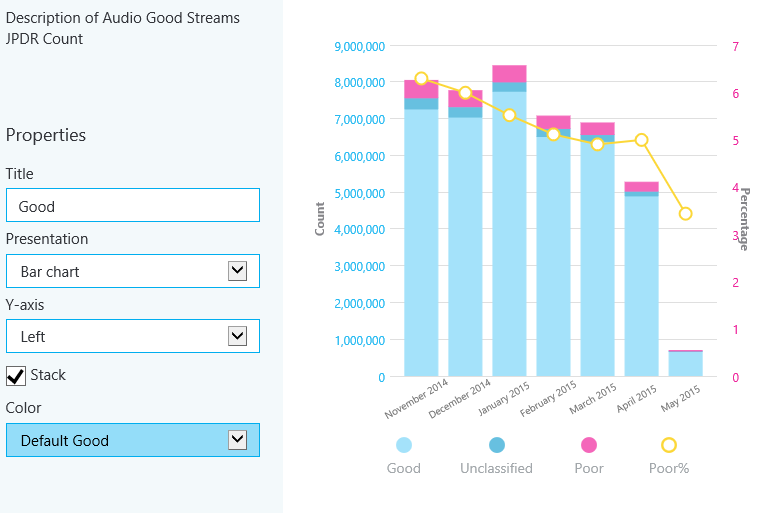 Description of Audio Good Streams
JPDR Count
Properties
Title
Good
Presentation
Bar chart
Y-axis
Left
Stack
Color
Default Good
9,000,000
8,000,000
7,000,000
6,000,000
5,000,000
4,000,000
3,000,000
2,000,000
1,000,000
0
Count
7
6
5
4
3
2
1
0
Percentage
November 2014
December 2014
January 2015
February 2015
March 2015
April 2015
May 2015
Good
Unclassified
Poor
Poor%